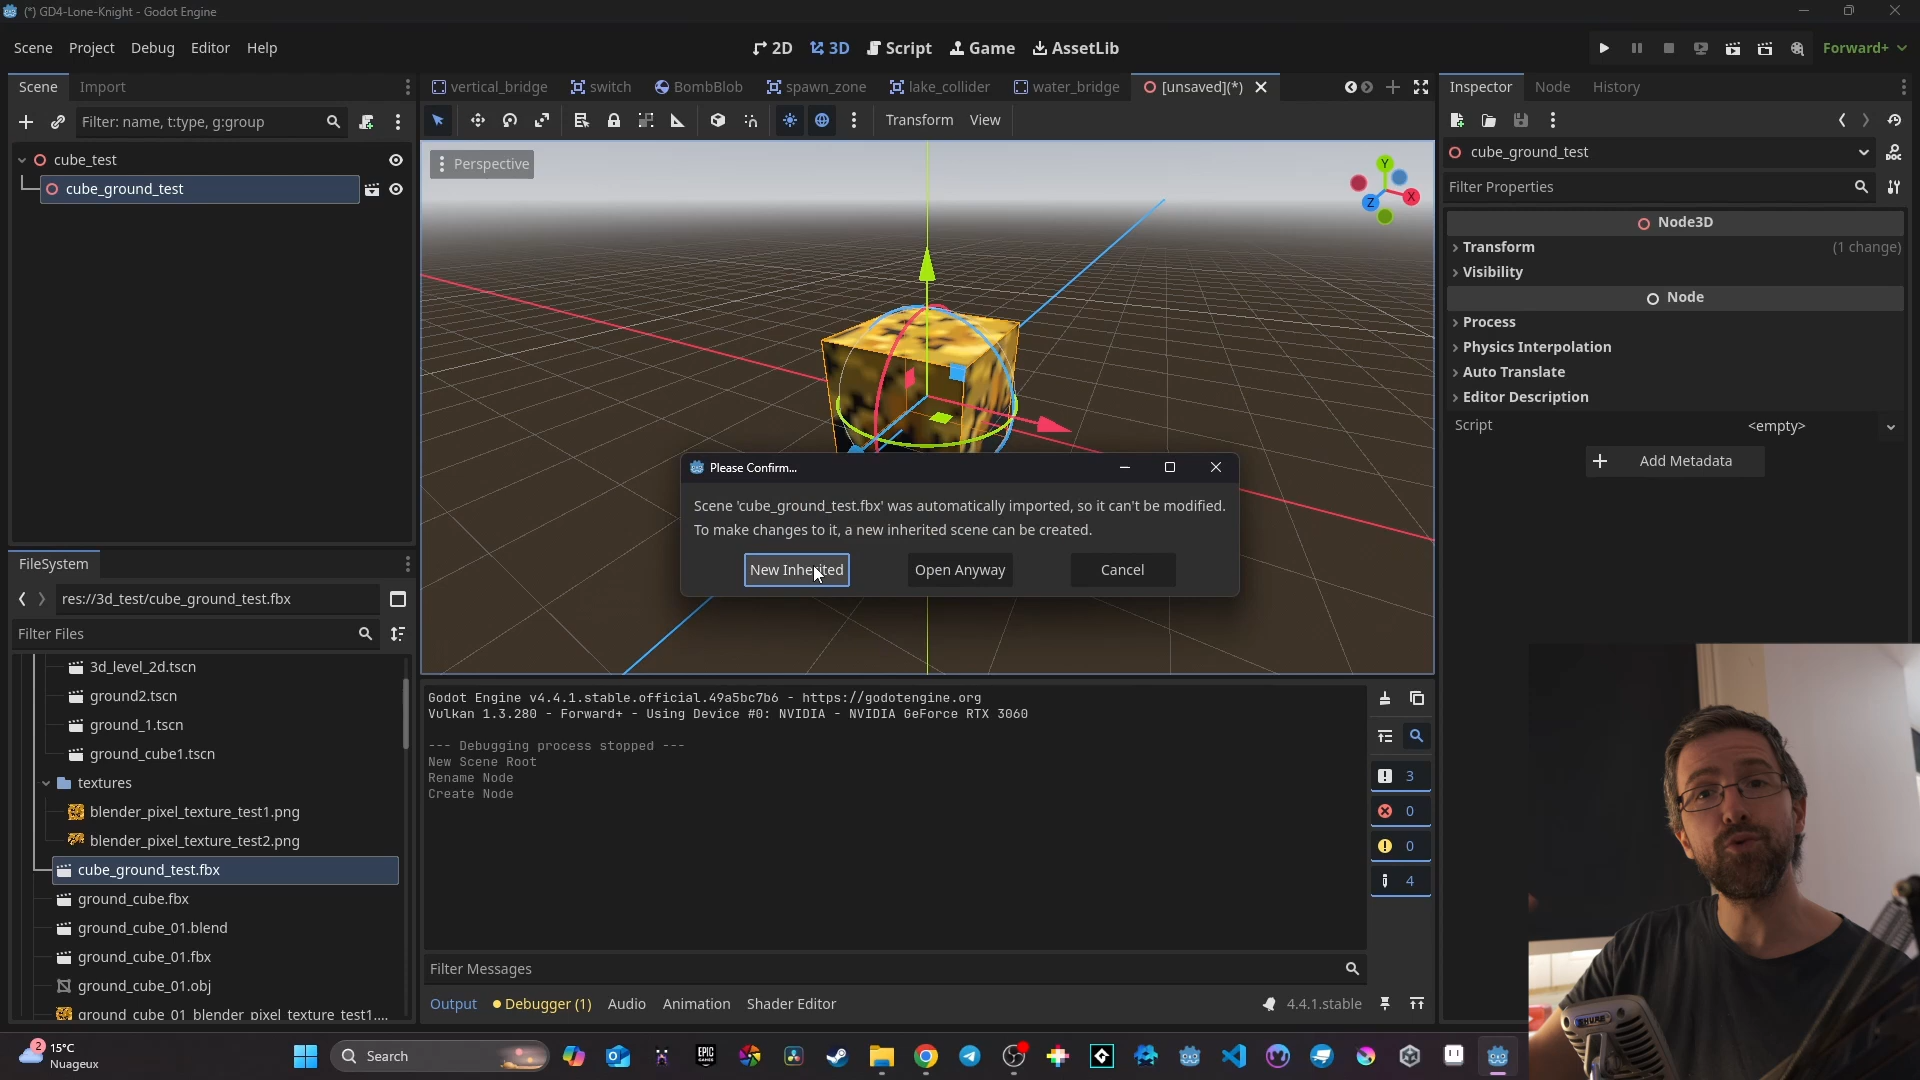 (*) GD4-Lone-Knight - Godot Engine
Scene Project Debug Editor Help
2D 3D Script Game AssetLib
Forward+
Scene Import
vertical_bridge switch BombBlob spawn_zone lake_collider water_bridge [unsaved](*)
Inspector Node History
Filter: name, t:type, g:group
Transform View
cube_test
cube_ground_test
Perspective
Y
X
Z
cube_ground_test
Filter Properties
Node3D
Transform (1 change)
Visibility
Node
Process
Physics Interpolation
Auto Translate
Editor Description
Script <empty>
Add Metadata
Please Confirm...
Scene 'cube_ground_test.fbx' was automatically imported, so it can't be modified.
To make changes to it, a new inherited scene can be created.
New Inherited Open Anyway Cancel
FileSystem
res://3d_test/cube_ground_test.fbx
Filter Files
3d_level_2d.tscn
ground2.tscn
ground_1.tscn
ground_cube1.tscn
textures
blender_pixel_texture_test1.png
blender_pixel_texture_test2.png
cube_ground_test.fbx
ground_cube.fbx
ground_cube_01.blend
ground_cube_01.fbx
ground_cube_01.obj
ground_cube_01_blender_pixel_texture_test1....
Godot Engine v4.4.1.stable.official.49a5bc7b6 - https://godotengine.org
Vulkan 1.3.280 - Forward+ - Using Device #0: NVIDIA - NVIDIA GeForce RTX 3060
--- Debugging process stopped ---
New Scene Root
Rename Node
Create Node
3
0
0
4
Filter Messages
Output Debugger (1) Audio Animation Shader Editor
4.4.1.stable
2
15°C
Nuageux
Search
EPIC GAMES
SHURE